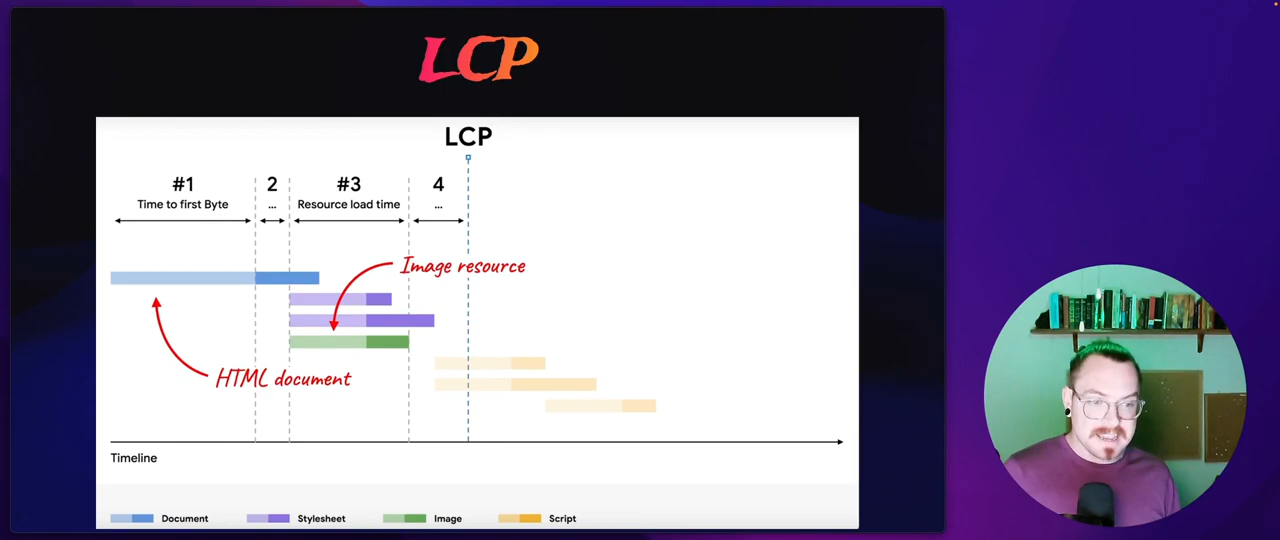 LCP
LCP
#1 2 #3 4
Time to first Byte ... Resource load time ...
Image resource
HTML document
Timeline
Document Stylesheet Image Script